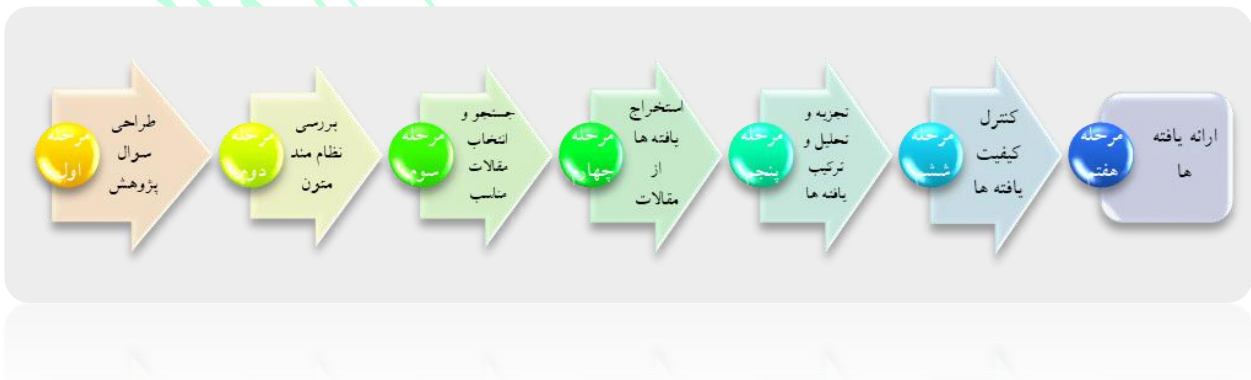 مرحله
اول
طراحی
سوال
پژوهش
مرحله
دوم
بررسی
نظام مند
متون
مرحله
سوم
جستجو و
انتخاب
مقالات
مناسب
مرحله
چهارم
استخراج
یافته ها
از
مقالات
مرحله
پنجم
تجزیه و
تحلیل و
ترکیب
یافته ها
مرحله
ششم
کنترل
کیفیت
یافته ها
مرحله
هفتم
ارائه یافته
ها